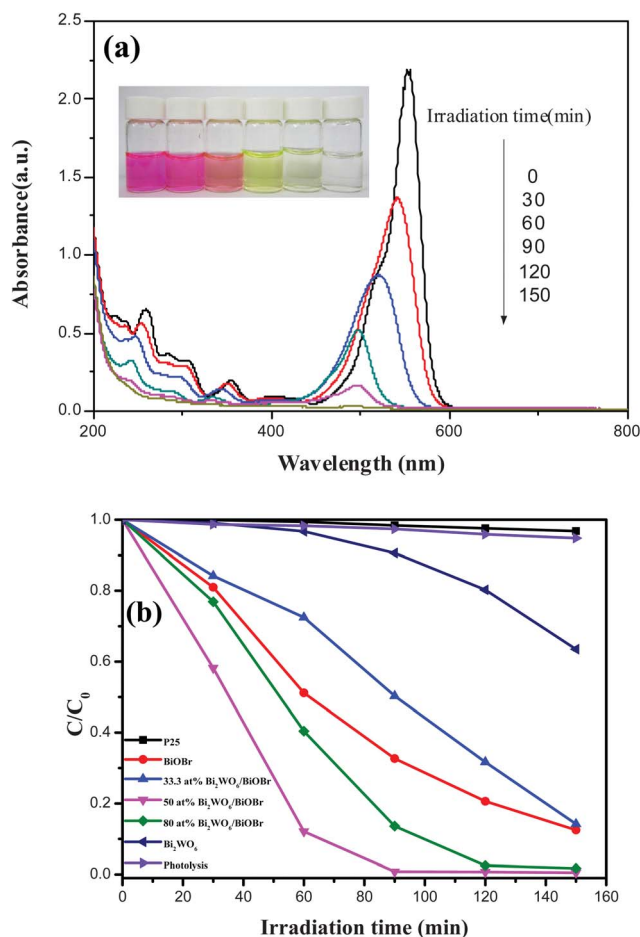 (a)
2.5
2.0
1.5
1.0
0.5
0.0
Absorbance(a.u.)
Irradiation time(min)
0
30
60
90
120
150
200
400
600
800
Wavelength (nm)
(b)
1.0
0.8
0.6
0.4
0.2
0.0
C/C₀
P25
BiOBr
33.3 at% Bi₂WO₆/BiOBr
50 at% Bi₂WO₆/BiOBr
80 at% Bi₂WO₆/BiOBr
Bi₂WO₆
Photolysis
0 20 40 60 80 100 120 140 160
Irradiation time (min)